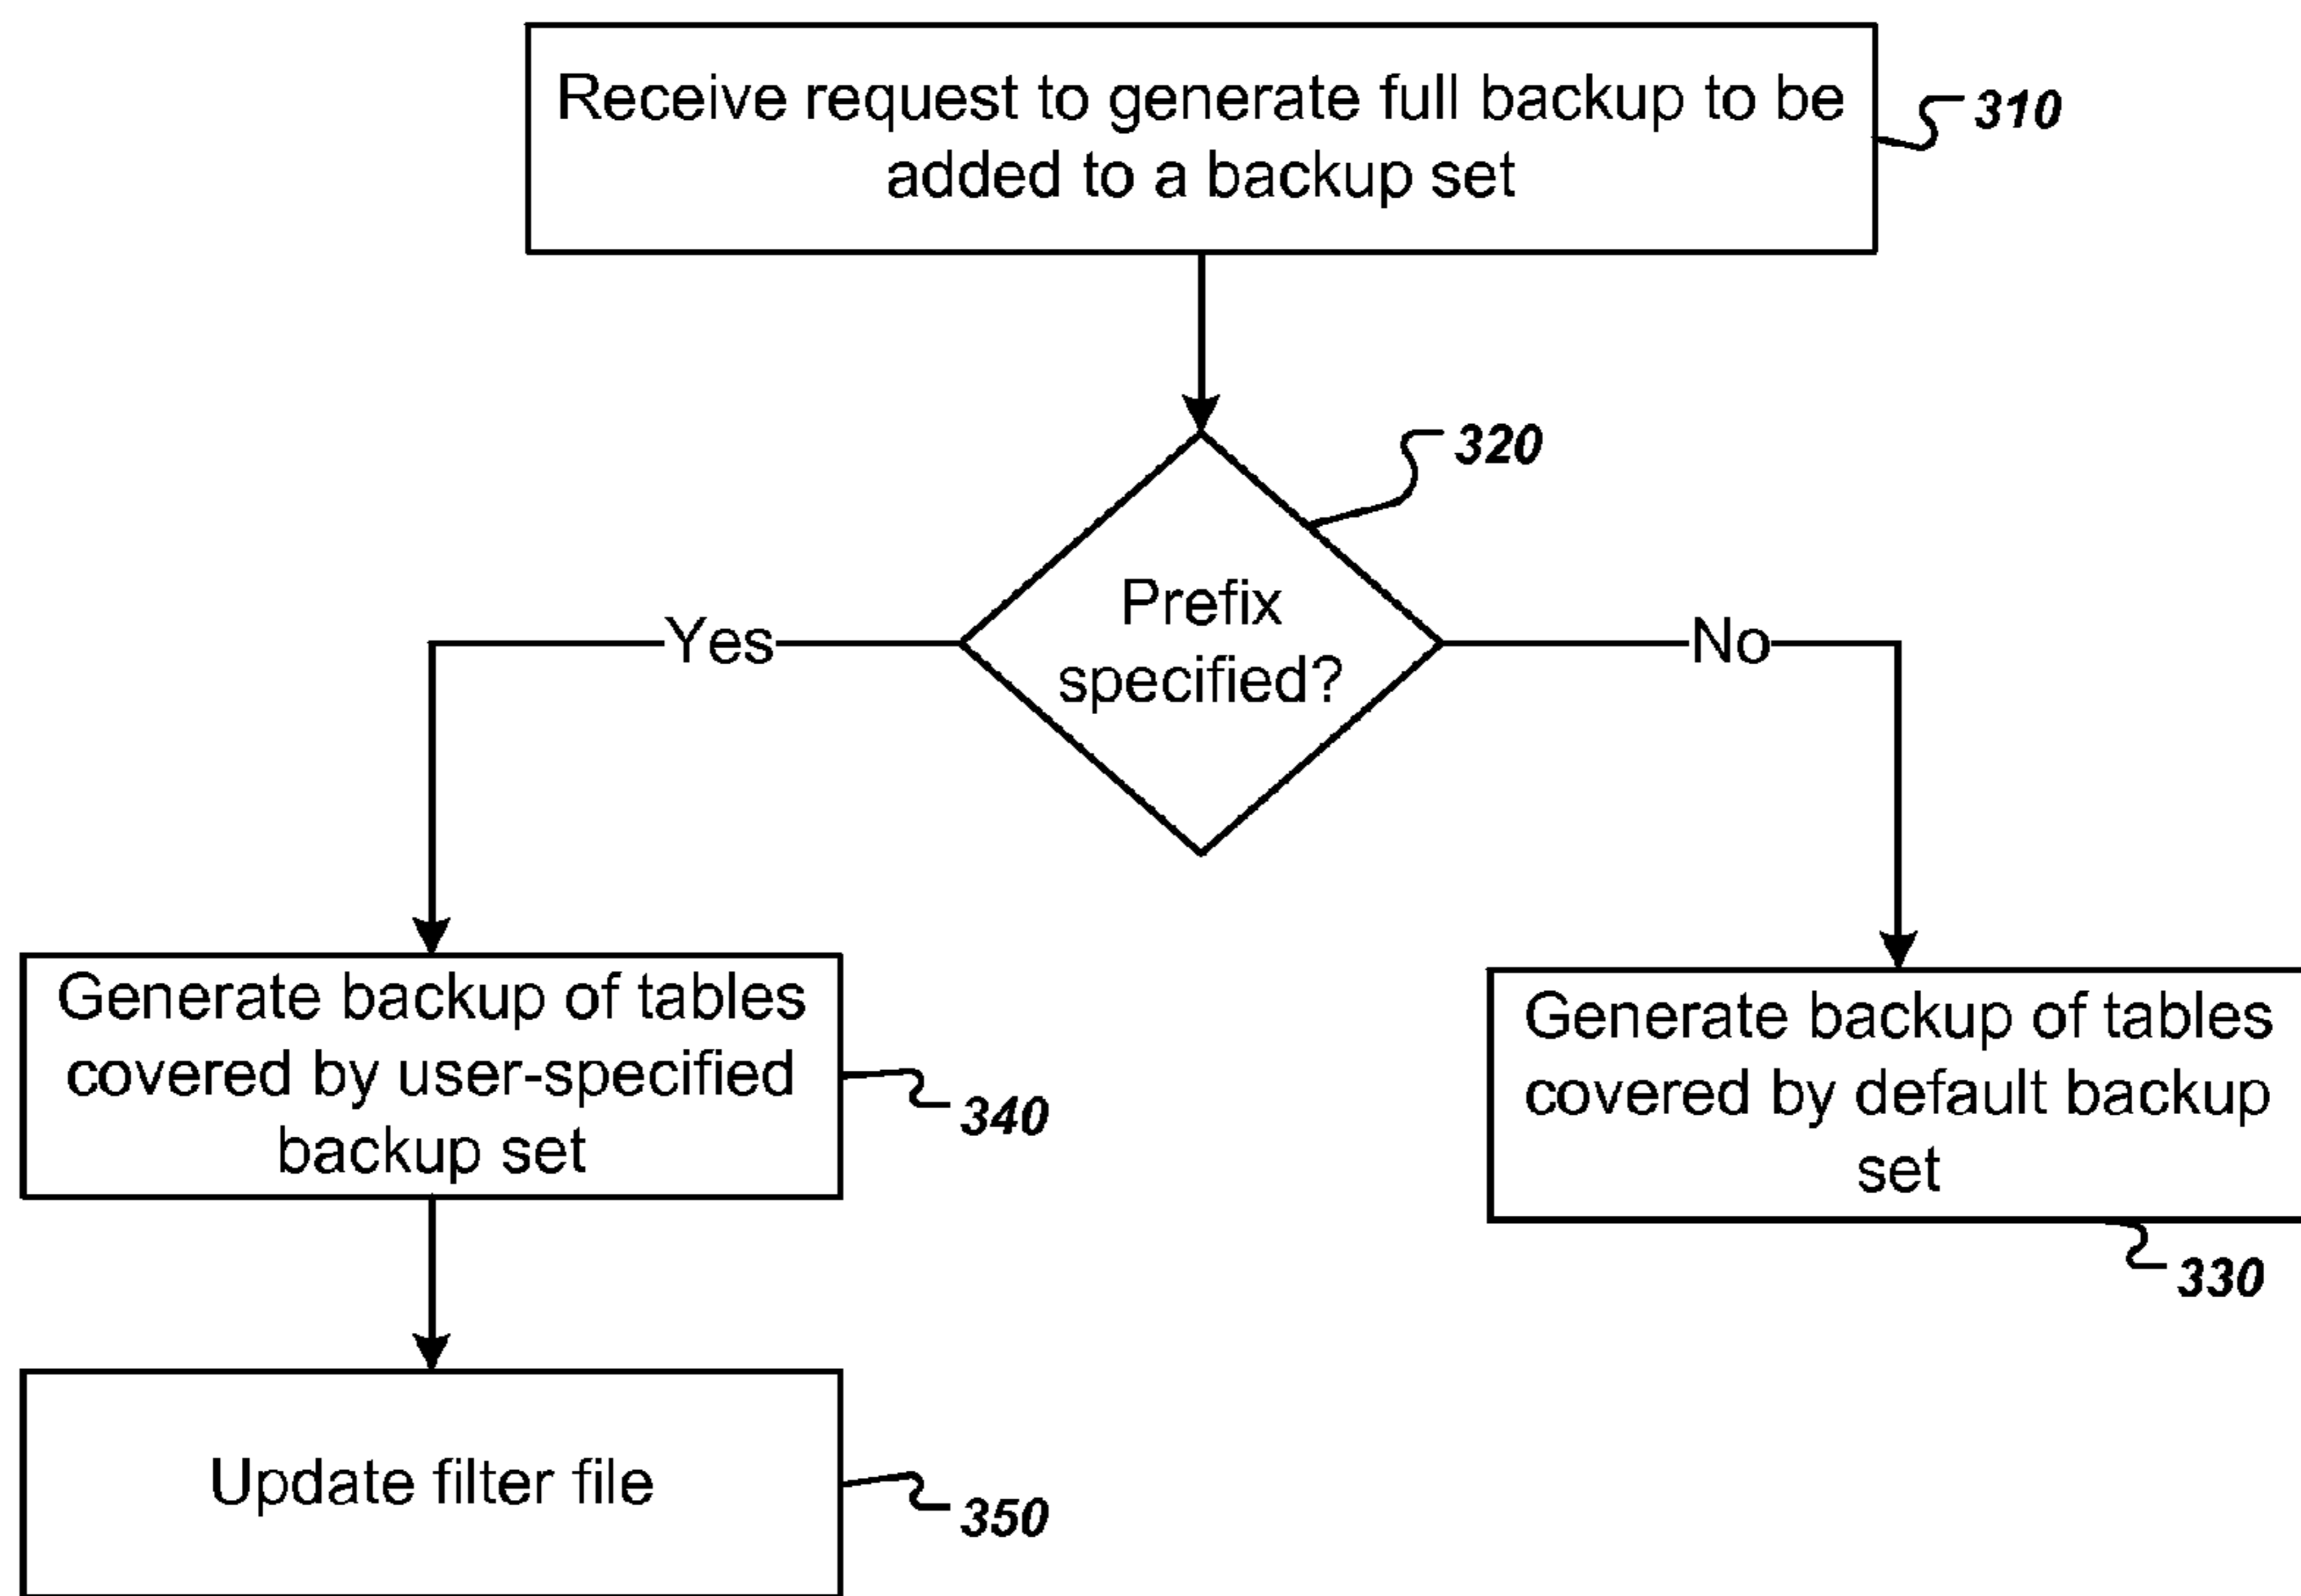 Receive request to generate full backup to be
added to a backup set
310
320
Prefix
specified?
Yes
No
Generate backup of tables
covered by user-specified
backup set
340
Generate backup of tables
covered by default backup
set
330
Update filter file
350